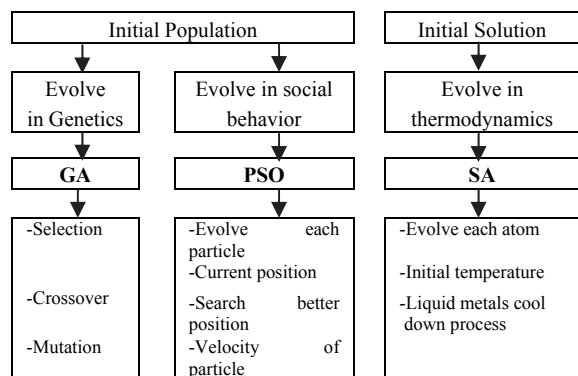 Initial Population
Initial Solution
Evolve
in Genetics
Evolve in social
behavior
Evolve in
thermodynamics
GA
PSO
SA
-Selection
-Crossover
-Mutation
-Evolve each
particle
-Current position
-Search better
position
-Velocity of
particle
-Evolve each atom
-Initial temperature
-Liquid metals cool
down process